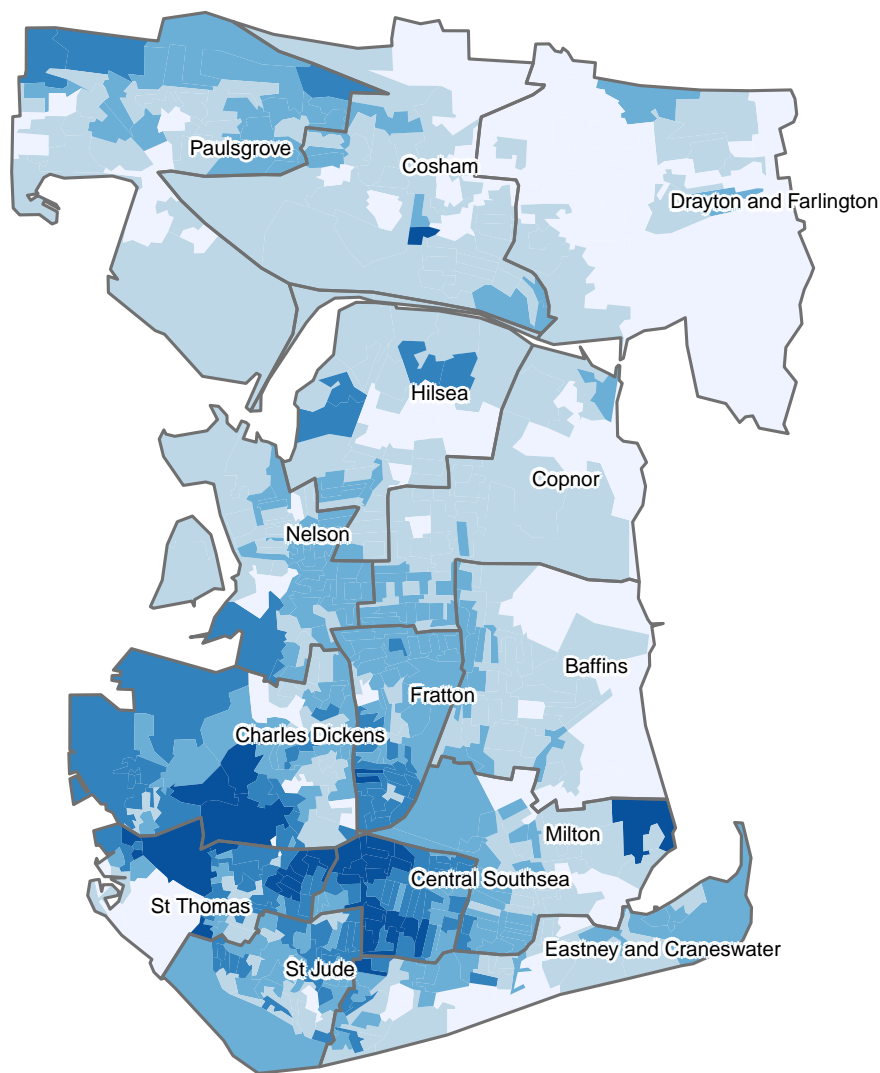 Paulsgrove
Cosham
Drayton and Farlington
Hilsea
Copnor
Nelson
Baffins
Fratton
Charles Dickens
Milton
Central Southsea
St Thomas
Eastney and Craneswater
St Jude